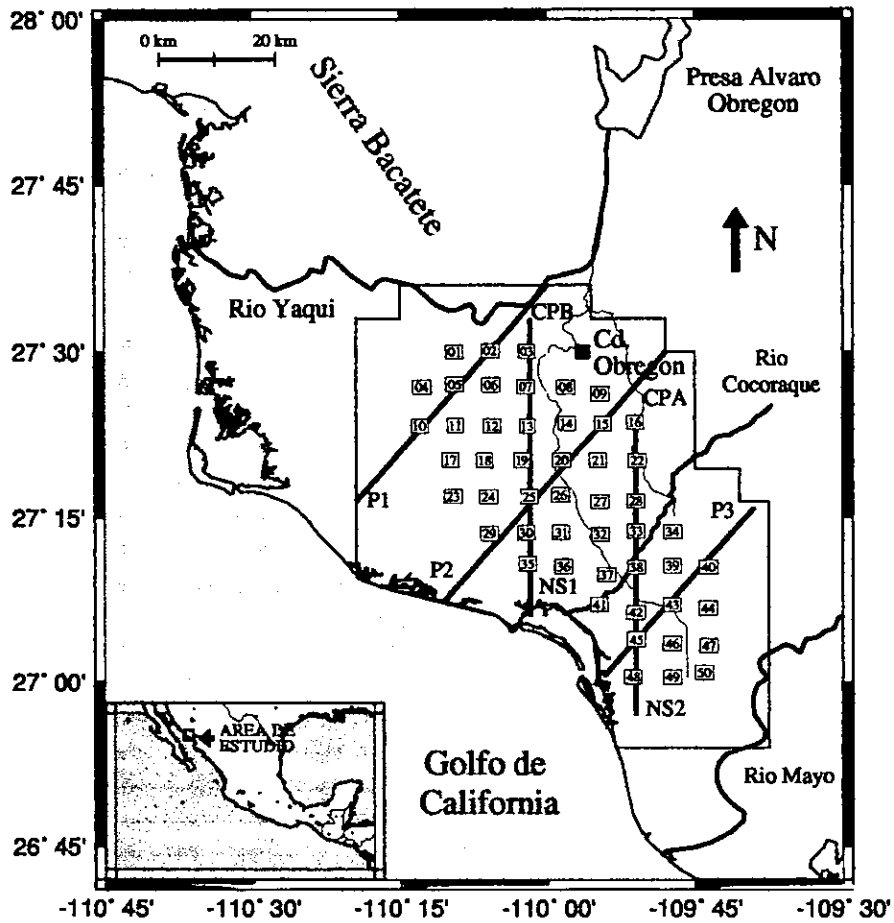 28° 00'
0 km 20 km
Sierra Bacatete
Presa Alvaro
Obregon
27° 45'
N
Rio Yaqui
CPB
27° 30'
01 02 03
Cd.
Obregon
Rio
Cocoraque
04 05 06 07 08 09
CPA
10 11 12 13 14 15 16
17 18 19 20 21 22
27° 15'
P1
23 24 25 26 27 28
P3
29 30 31 32 33 34
P2
35 36 37 38 39 40
NS1
41 42 43 44
45 46 47
27° 00'
48 49 50
NS2
AREA DE
ESTUDIO
Golfo de
California
Rio Mayo
26° 45'
-110° 45' -110° 30' -110° 15' -110° 00' -109° 45' -109° 30'